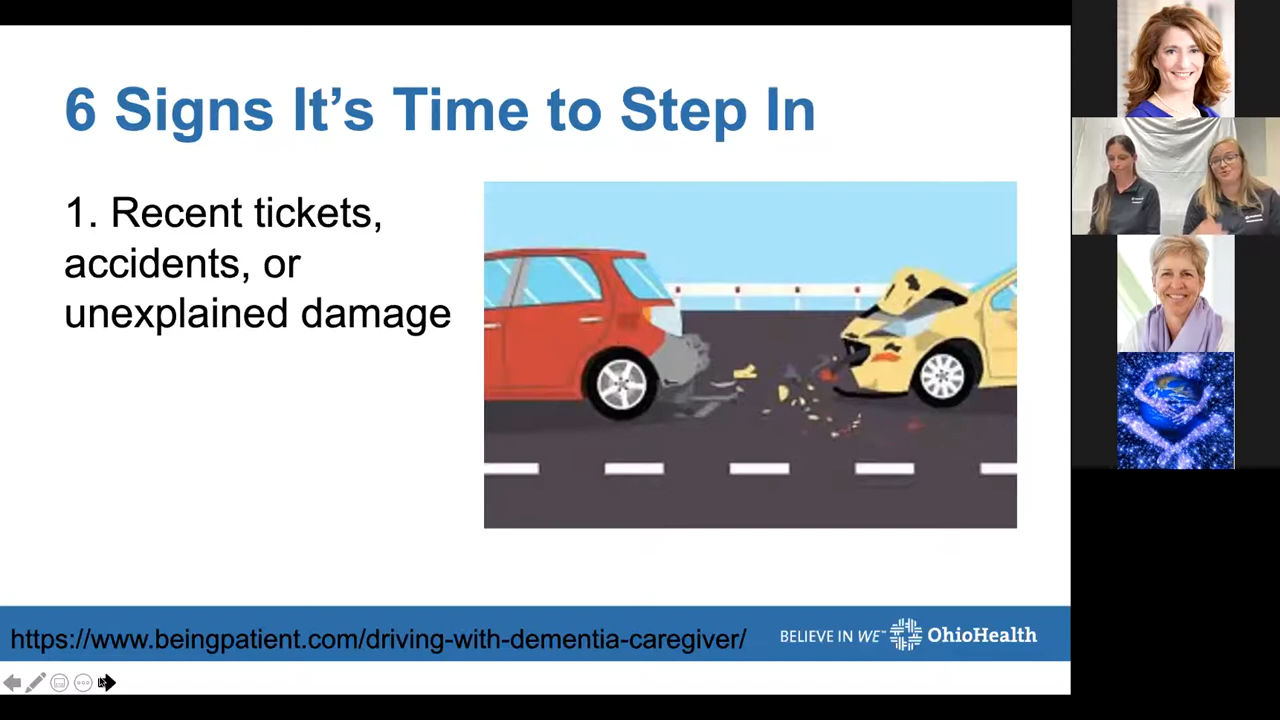 6 Signs It’s Time to Step In
1. Recent tickets,
accidents, or
unexplained damage
https://www.beingpatient.com/driving-with-dementia-caregiver/
BELIEVE IN WE™ OhioHealth